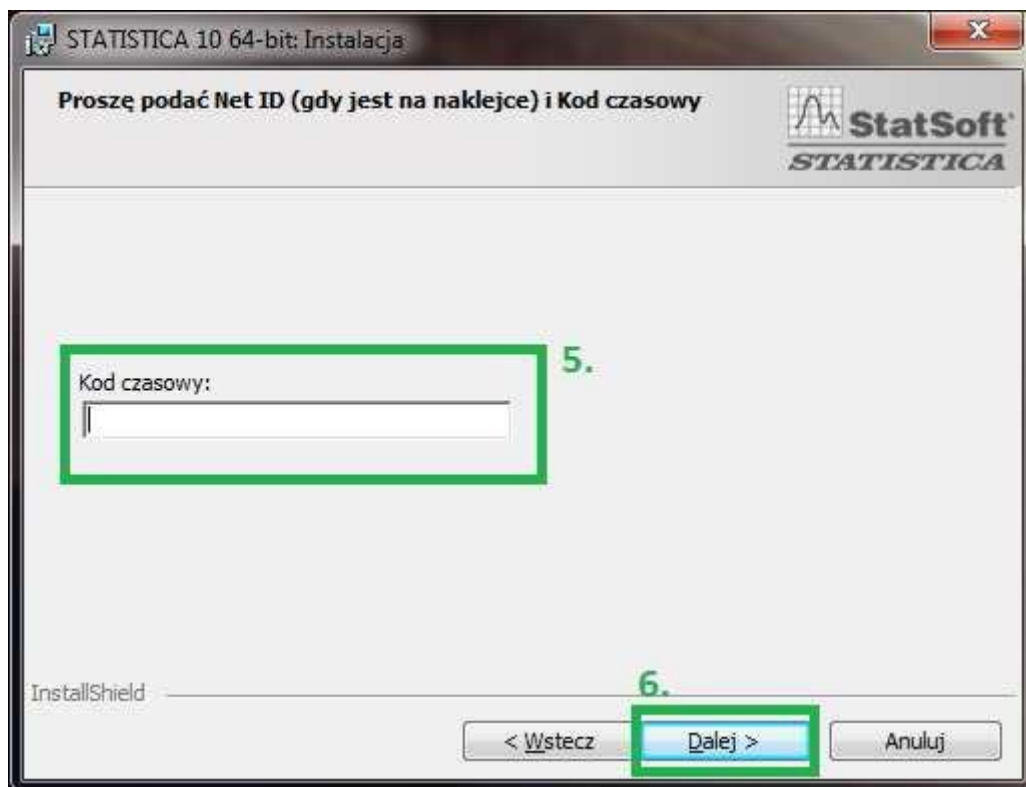 STATISTICA 10 64-bit: Instalacja
Proszę podać Net ID (gdy jest na naklejce) i Kod czasowy
StatSoft
STATISTICA
5.
Kod czasowy:
InstallShield
6.
< Wstecz
Dalej >
Anuluj